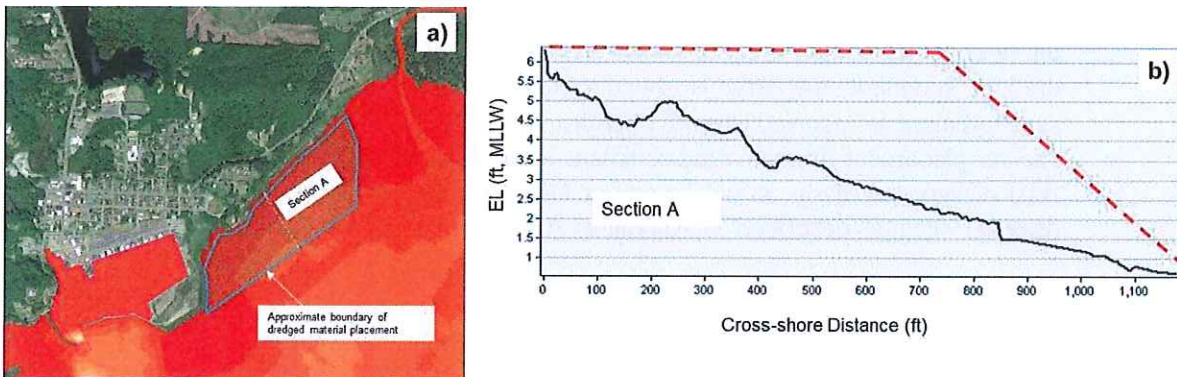 a)
Section A
Approximate boundary of
dredged material placement
b)
EL (ft, MLLW)
6
5.5
5
4.5
4
3.5
3
2.5
2
1.5
1
Section A
0
100
200
300
400
500
600
700
800
900
1,000
1,100
Cross-shore Distance (ft)